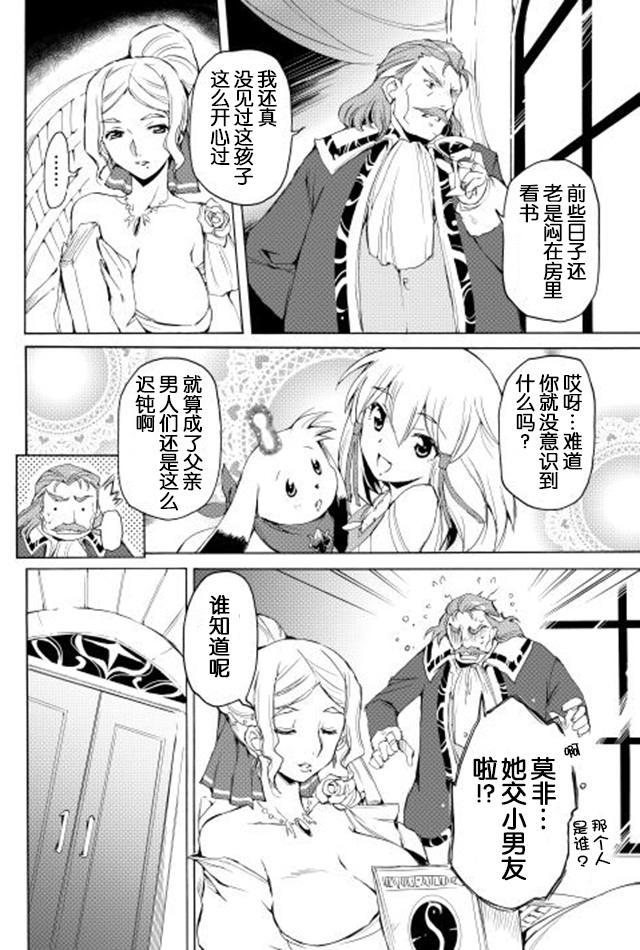 前些日子还
老是闷在房里
看书
我还真
没见过这孩子
这么开心过
……
哎呀…难道
你就没意识到
什么吗?
就算成了父亲
男人们还是这么
迟钝啊
莫非…
她交小男友
啦!?
啊
那个人
是谁?
谁知道呢